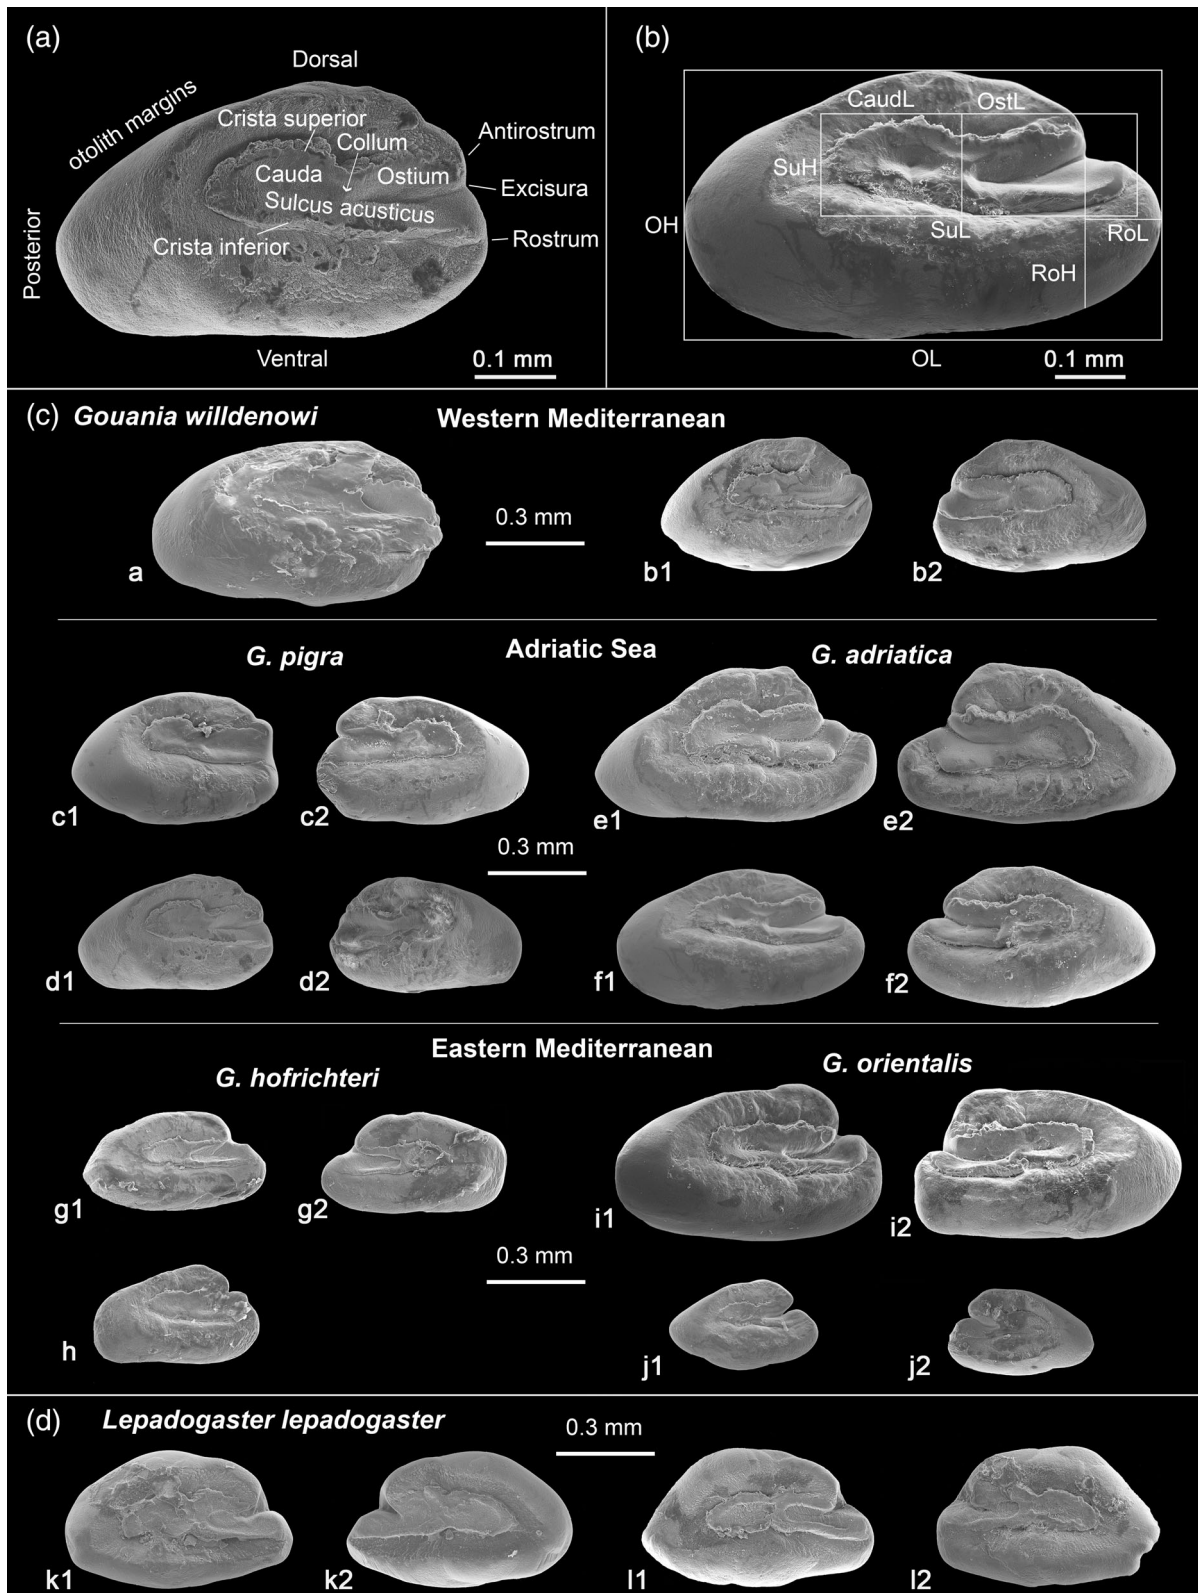 (a)
Dorsal
otolith margins
Crista superior
Collum
Antirostrum
Cauda
Ostium
Excisura
Sulcus acusticus
Crista inferior
Rostrum
Posterior
Ventral
0.1 mm
(b)
CaudL
OstL
SuH
OH
SuL
RoL
RoH
OL
0.1 mm
(c)
Gouania willdenowi
Western Mediterranean
0.3 mm
a
b1
b2
Adriatic Sea
G. pigra
G. adriatica
c1
c2
e1
e2
0.3 mm
d1
d2
f1
f2
Eastern Mediterranean
G. hofrichteri
G. orientalis
g1
g2
i1
i2
0.3 mm
h
j1
j2
(d)
Lepadogaster lepadogaster
0.3 mm
k1
k2
l1
l2